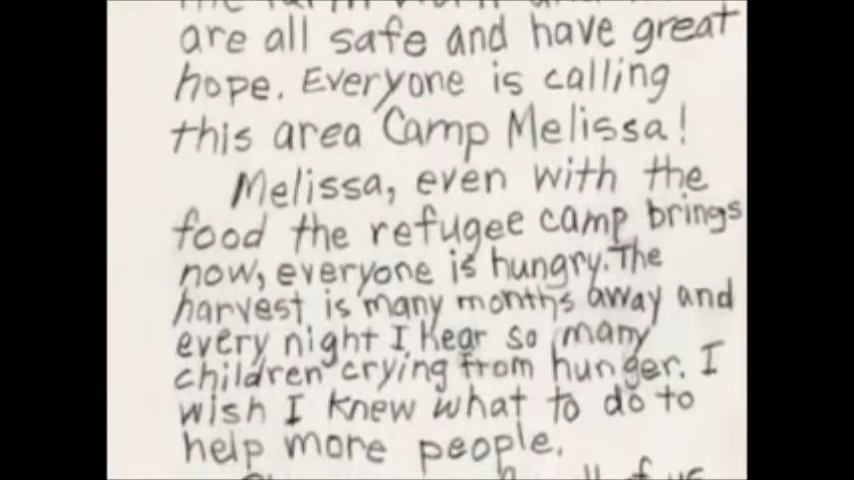 are all safe and have great
hope. Everyone is calling
this area Camp Melissa!
Melissa, even with the
food the refugee camp brings
now, everyone is hungry. The
harvest is many months away and
every night I hear so many
children crying from hunger. I
wish I knew what to do to
help more people.